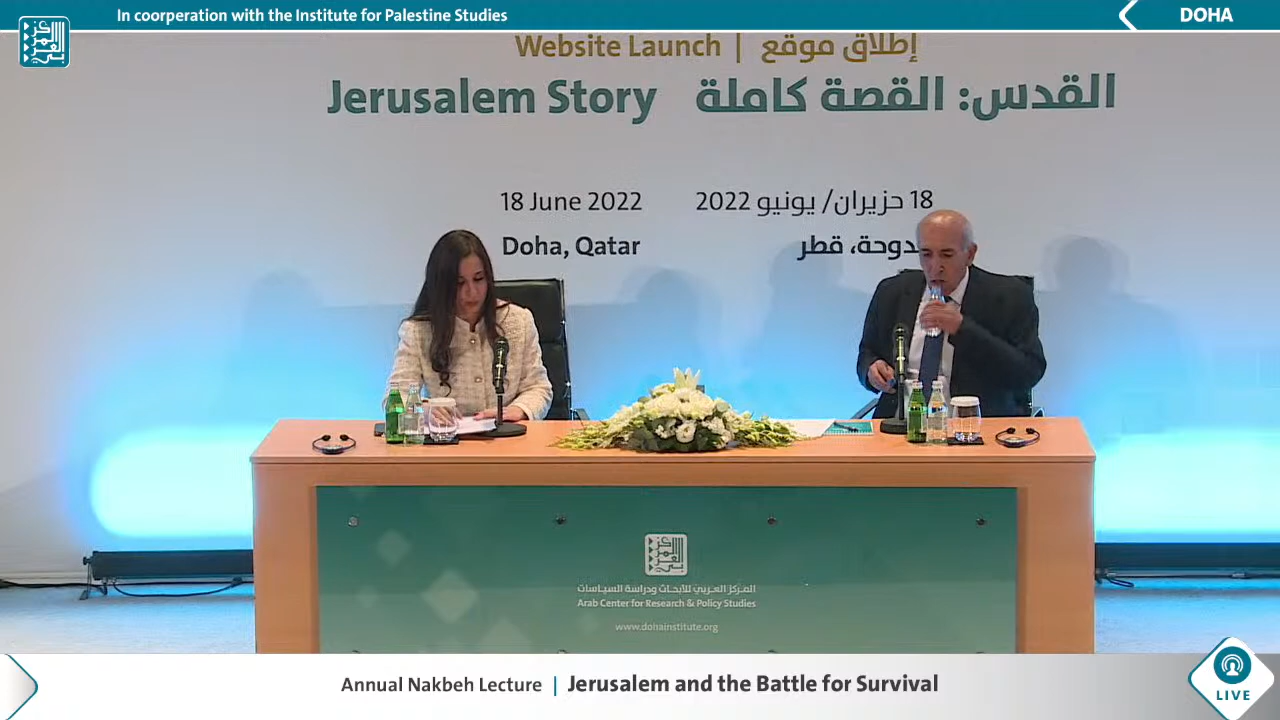 In coorperation with the Institute for Palestine Studies
DOHA
Website Launch | إطلاق موقع
Jerusalem Story القدس: القصة كاملة
18 June 2022 18 حزيران/ يونيو 2022
Doha, Qatar دوحة، قطر
المركز العربي للأبحاث ودراسة السياسات
Arab Center for Research & Policy Studies
www.dohainstitute.org
Annual Nakbeh Lecture | Jerusalem and the Battle for Survival
LIVE